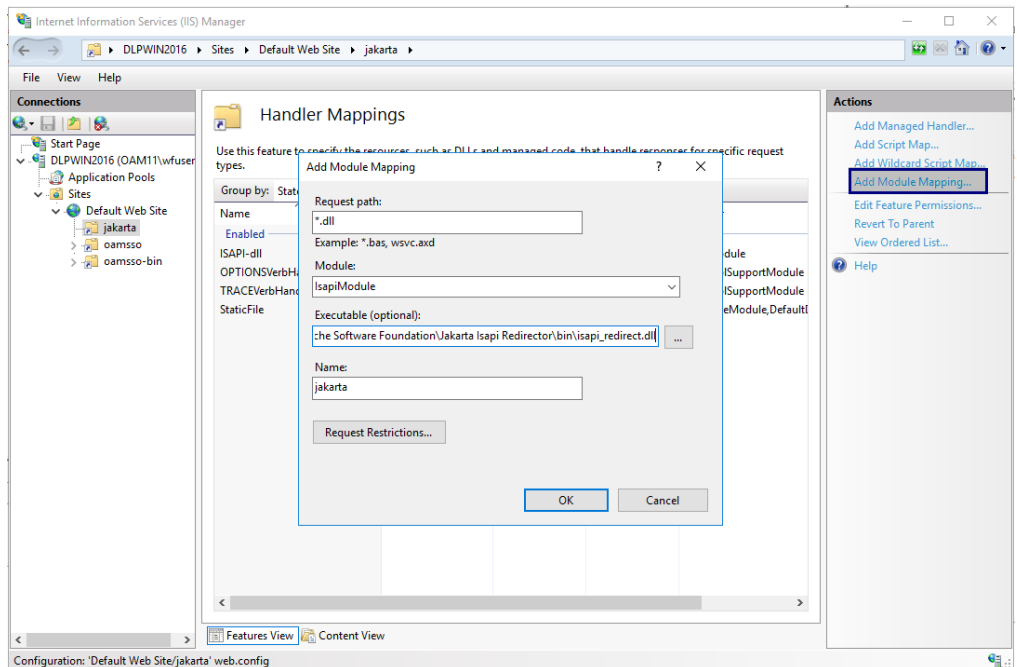 Internet Information Services (IIS) Manager
DLPWIN2016 Sites Default Web Site jakarta
File View Help
Connections
Start Page
DLPWIN2016 (OAM11\wfuser
Application Pools
Sites
Default Web Site
jakarta
oamsso
oamsso-bin
Handler Mappings
Use this feature to specify the resources, such as DLLs and managed code, that handle responses for specific request
types.
Group by: State
Name
Enabled
ISAPI-dll
OPTIONSVerbHa
TRACEVerbHand
StaticFile
dule
lSupportModule
lSupportModule
eModule,Default
Add Module Mapping
?
Request path:
*.dll
Example: *.bas, wsvc.axd
Module:
IsapiModule
Executable (optional):
che Software Foundation\Jakarta Isapi Redirector\bin\isapi_redirect.dll
...
Name:
jakarta
Request Restrictions...
OK Cancel
Features View Content View
Actions
Add Managed Handler...
Add Script Map...
Add Wildcard Script Map...
Add Module Mapping...
Edit Feature Permissions...
Revert To Parent
View Ordered List...
Help
Configuration: 'Default Web Site/jakarta' web.config